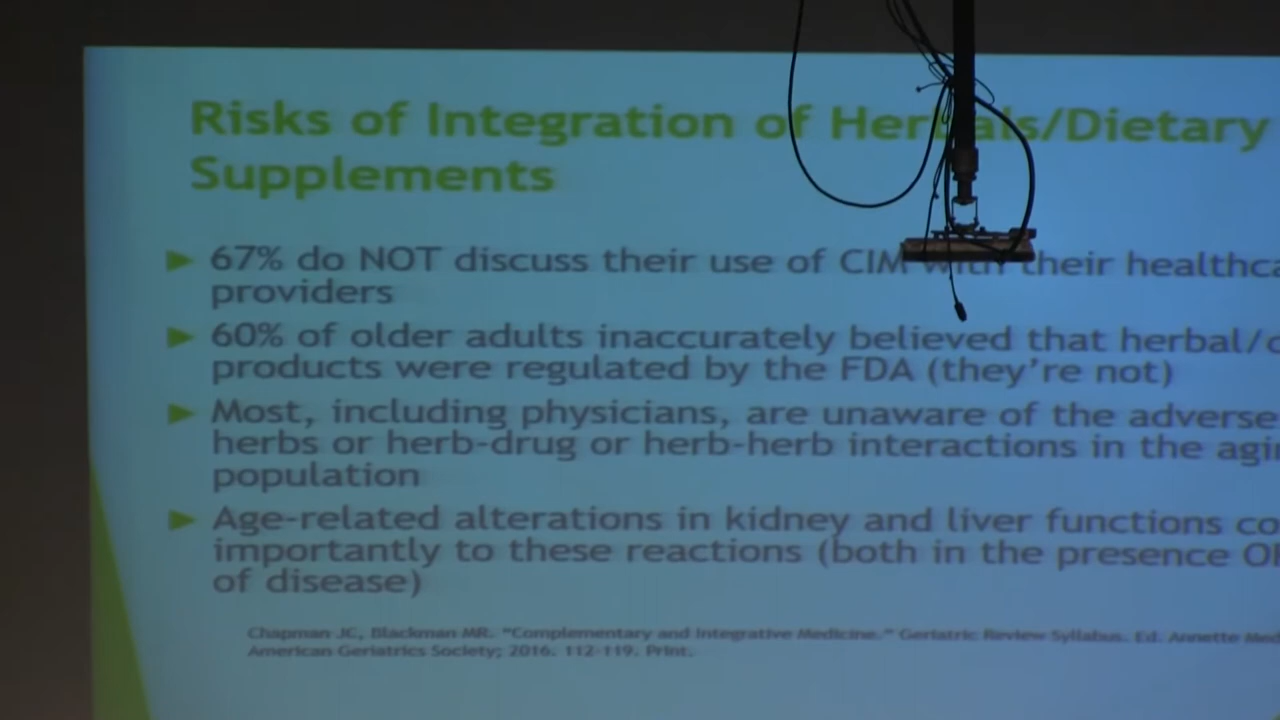 Risks of Integration of Herbals/Dietary
Supplements
67% do NOT discuss their use of CIM with their healthca
providers
60% of older adults inaccurately believed that herbal/d
products were regulated by the FDA (they're not)
Most, including physicians, are unaware of the adverse
herbs or herb-drug or herb-herb interactions in the agin
population
Age-related alterations in kidney and liver functions co
importantly to these reactions (both in the presence OR
of disease)
Chapman JC, Blackman MR. "Complementary and Integrative Medicine." Geriatric Review Syllabus. Ed. Annette Med
American Geriatrics Society; 2016. 112-119. Print.